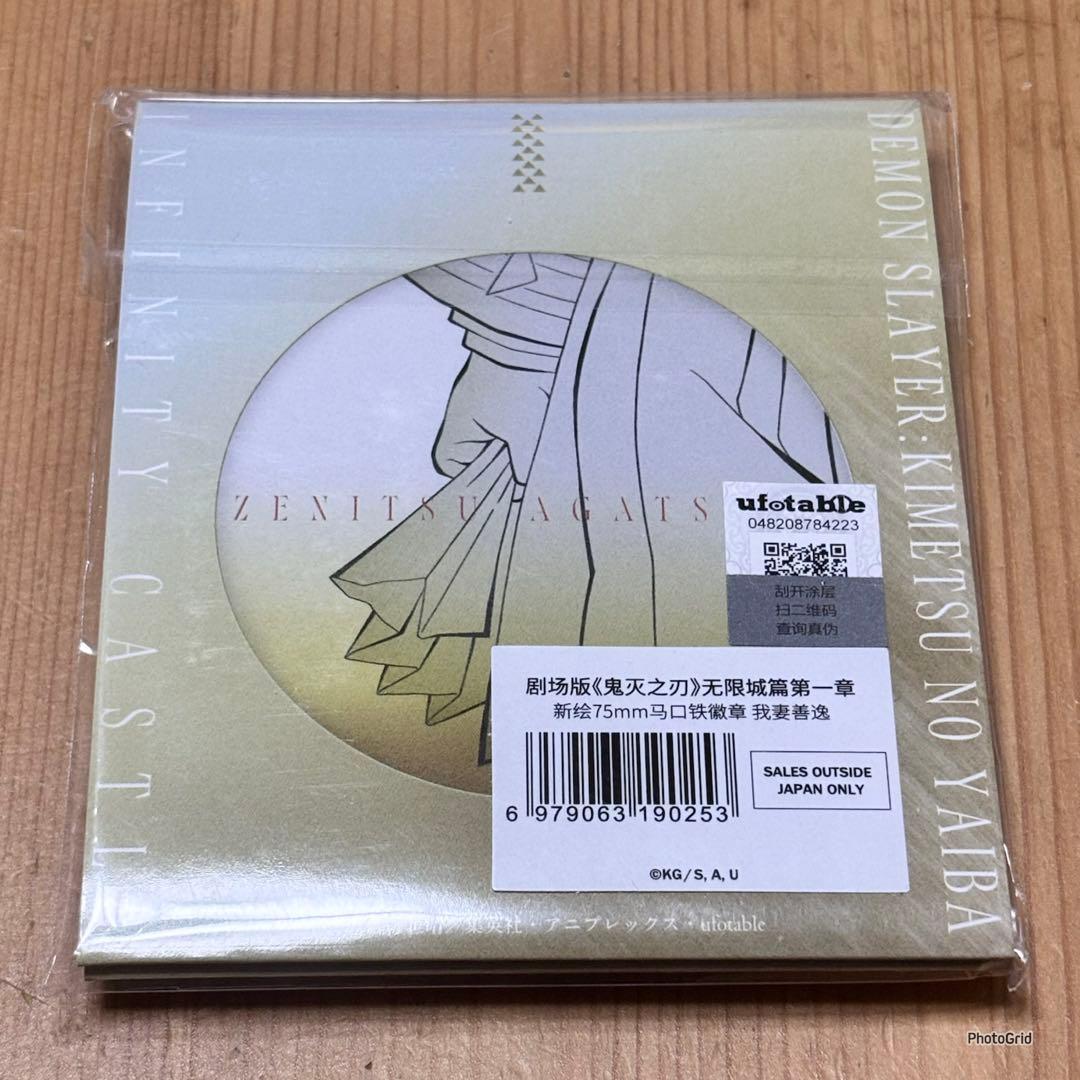 INFINITY CASTL
DEMON SLAYER: KIMETSU NO YAIBA
ZENITSU AGATS
ufotable
048208784223
刮开涂层
扫二维码
查询真伪
剧场版《鬼灭之刃》无限城篇第一章
新绘75mm马口铁徽章 我妻善逸
SALES OUTSIDE
JAPAN ONLY
6 979063 190253
©KG/S, A, U
集英社・アニプレックス・ufotable
PhotoGrid